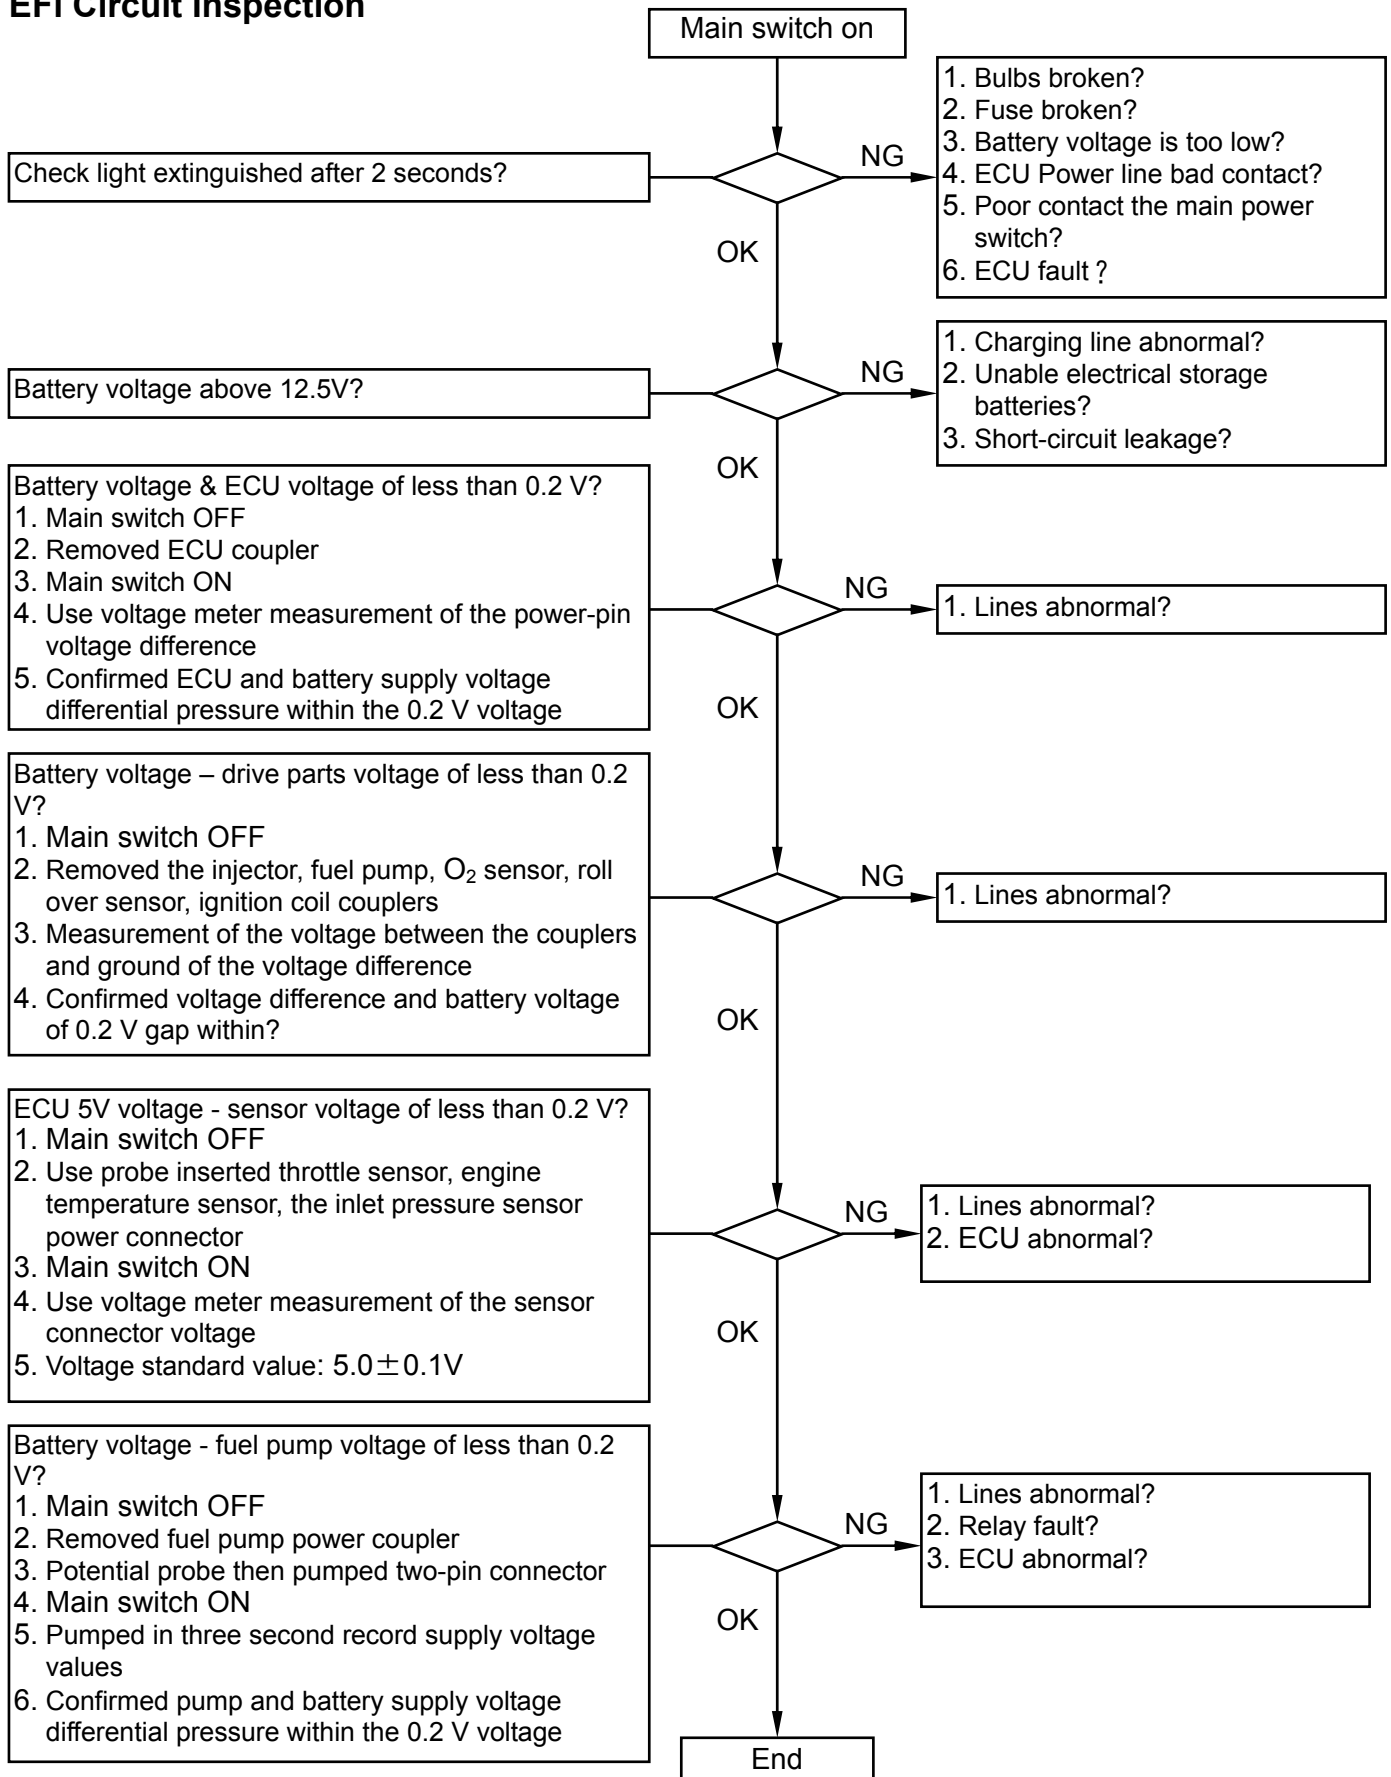 EFI Circuit Inspection
Main switch on
Check light extinguished after 2 seconds?
NG
1. Bulbs broken?
2. Fuse broken?
3. Battery voltage is too low?
4. ECU Power line bad contact?
5. Poor contact the main power
switch?
6. ECU fault？
OK
Battery voltage above 12.5V?
NG
1. Charging line abnormal?
2. Unable electrical storage
batteries?
3. Short-circuit leakage?
OK
Battery voltage & ECU voltage of less than 0.2 V?
1. Main switch OFF
2. Removed ECU coupler
3. Main switch ON
4. Use voltage meter measurement of the power-pin
voltage difference
5. Confirmed ECU and battery supply voltage
differential pressure within the 0.2 V voltage
NG
1. Lines abnormal?
OK
Battery voltage – drive parts voltage of less than 0.2
V?
1. Main switch OFF
2. Removed the injector, fuel pump, O₂ sensor, roll
over sensor, ignition coil couplers
3. Measurement of the voltage between the couplers
and ground of the voltage difference
4. Confirmed voltage difference and battery voltage
of 0.2 V gap within?
NG
1. Lines abnormal?
OK
ECU 5V voltage - sensor voltage of less than 0.2 V?
1. Main switch OFF
2. Use probe inserted throttle sensor, engine
temperature sensor, the inlet pressure sensor
power connector
3. Main switch ON
4. Use voltage meter measurement of the sensor
connector voltage
5. Voltage standard value: 5.0±0.1V
NG
1. Lines abnormal?
2. ECU abnormal?
OK
Battery voltage - fuel pump voltage of less than 0.2
V?
1. Main switch OFF
2. Removed fuel pump power coupler
3. Potential probe then pumped two-pin connector
4. Main switch ON
5. Pumped in three second record supply voltage
values
6. Confirmed pump and battery supply voltage
differential pressure within the 0.2 V voltage
NG
1. Lines abnormal?
2. Relay fault?
3. ECU abnormal?
OK
End